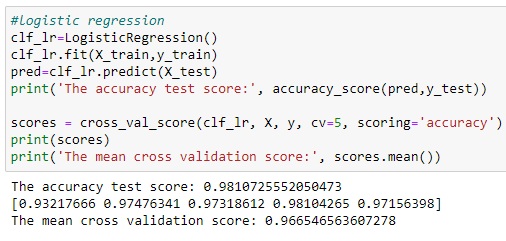 #Logistic regression
clf_lr=LogisticRegression()
clf_lr.fit(X_train,y_train)
pred=clf_lr.predict(X_test)
print('The accuracy test score:', accuracy_score(pred,y_test))
scores = cross_val_score(clf_lr, X, y, cv=5, scoring='accuracy')
print(scores)
print('The mean cross validation score:', scores.mean())
The accuracy test score: 0.9810725552050473
[0.93217666 0.97476341 0.97318612 0.98104265 0.97156398]
The mean cross validation score: 0.966546563607278